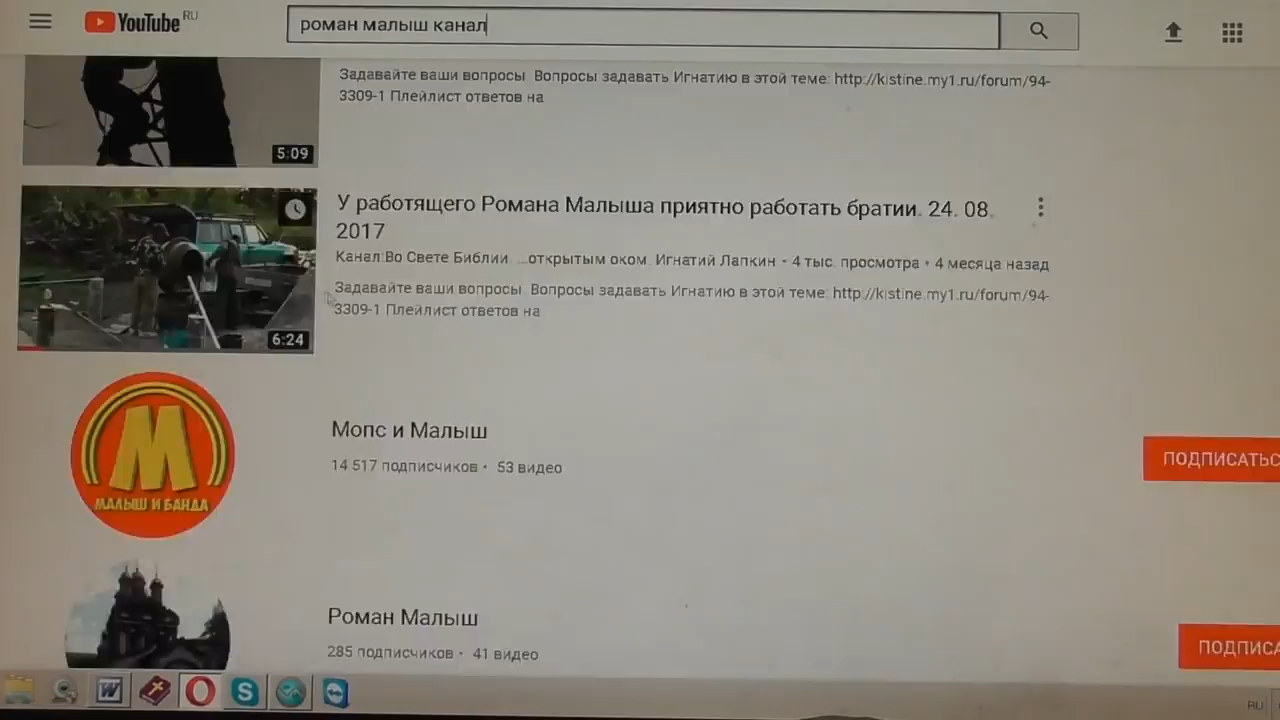 YouTube RU
роман малыш канал
Задавайте ваши вопросы Вопросы задавать Игнатию в этой теме: http://kistine.my1.ru/forum/94-
3309-1 Плейлист ответов на
5:09
У работящего Романа Малыша приятно работать братии. 24. 08.
2017
Канал:Во Свете Библии ...открытым оком. Игнатий Лапкин • 4 тыс. просмотра • 4 месяца назад
Задавайте ваши вопросы Вопросы задавать Игнатию в этой теме: http://kistine.my1.ru/forum/94-
3309-1 Плейлист ответов на
6:24
М
МАЛЫШ И БАНДА
Мопс и Малыш
14 517 подписчиков • 53 видео
ПОДПИСАТЬС
Роман Малыш
285 подписчиков • 41 видео
ПОДПИСА
W
S
RU